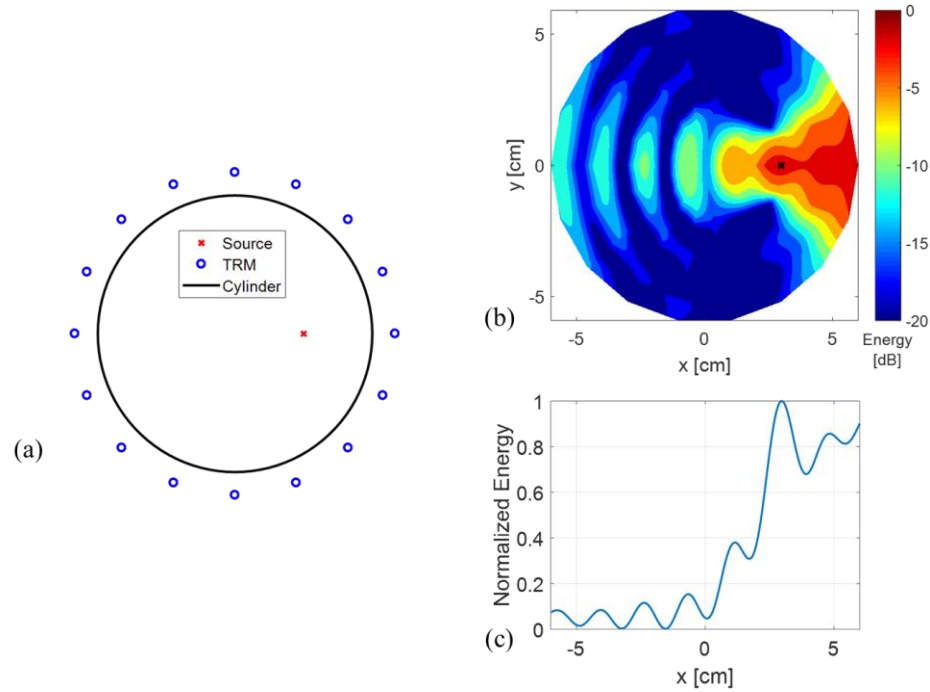 (a)
Source
TRM
Cylinder
(b)
y [cm]
5
0
-5
-5
0
5
x [cm]
0
-5
-10
-15
-20
Energy
[dB]
(c)
Normalized Energy
1
0.8
0.6
0.4
0.2
0
-5
0
5
x [cm]